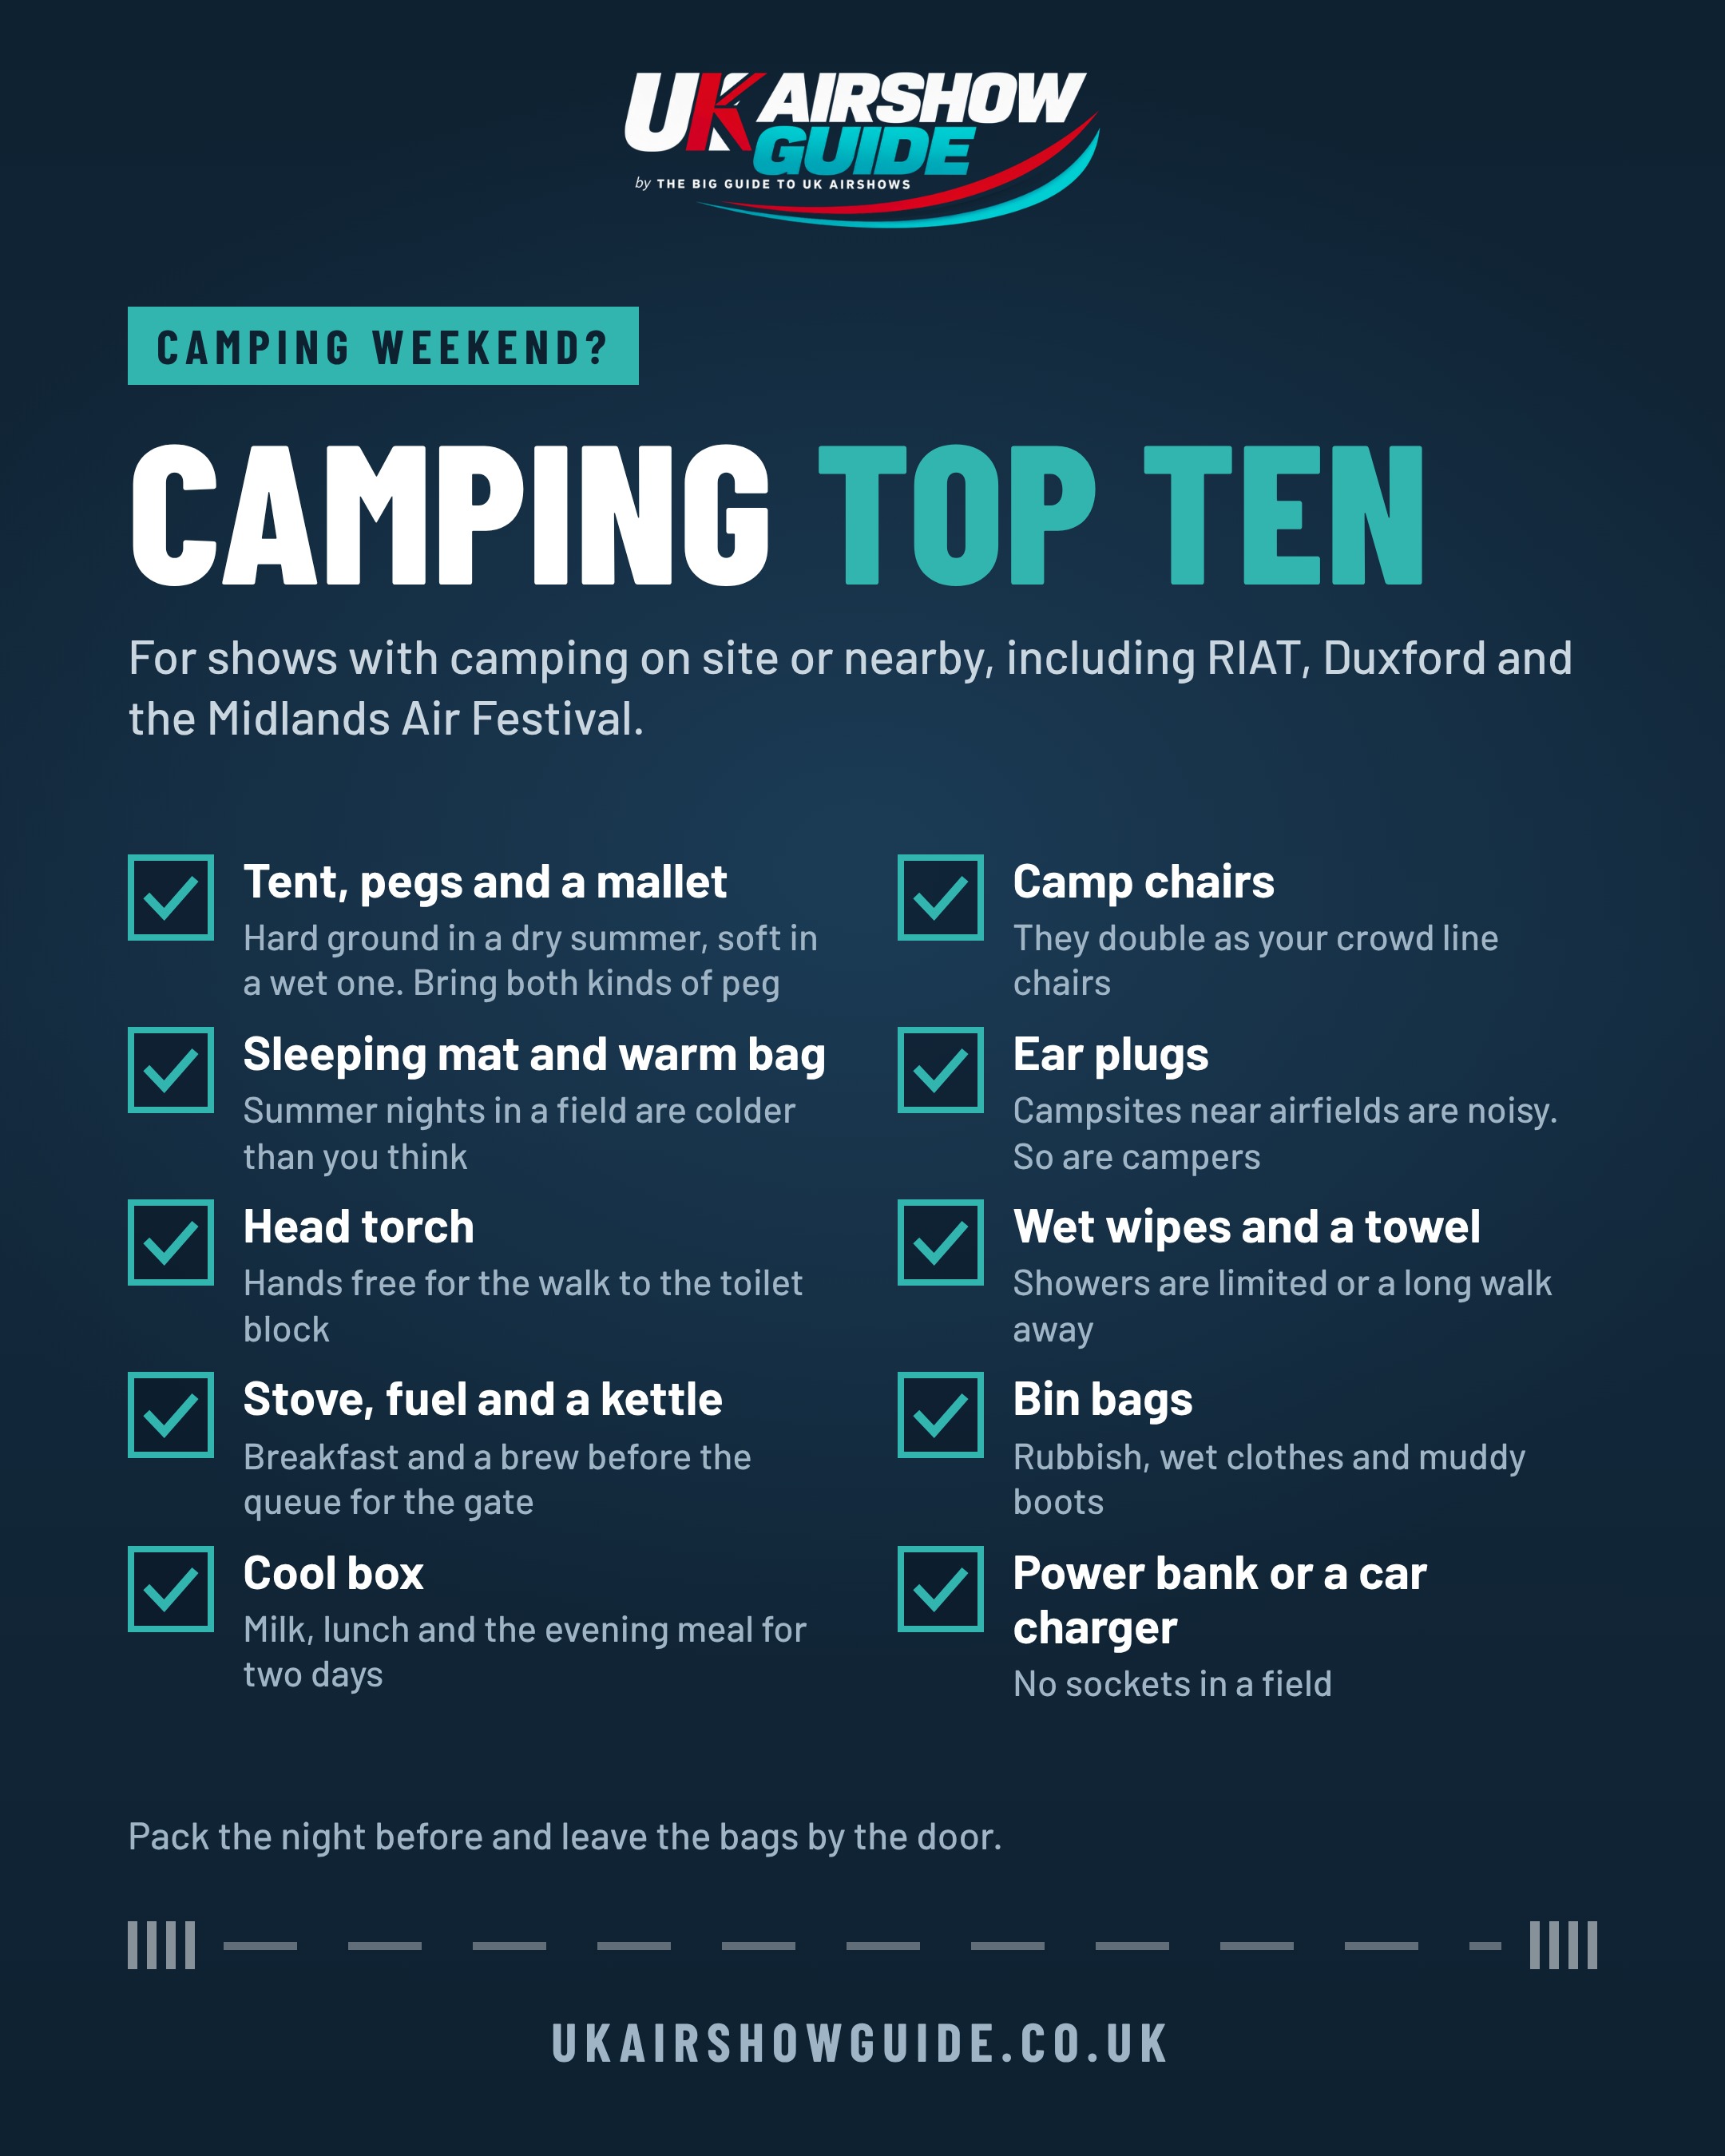 UK AIRSHOW
GUIDE
by THE BIG GUIDE TO UK AIRSHOWS
CAMPING WEEKEND?
CAMPING TOP TEN
For shows with camping on site or nearby, including RIAT, Duxford and
the Midlands Air Festival.
Tent, pegs and a mallet
Hard ground in a dry summer, soft in
a wet one. Bring both kinds of peg
Sleeping mat and warm bag
Summer nights in a field are colder
than you think
Head torch
Hands free for the walk to the toilet
block
Stove, fuel and a kettle
Breakfast and a brew before the
queue for the gate
Cool box
Milk, lunch and the evening meal for
two days
Camp chairs
They double as your crowd line
chairs
Ear plugs
Campsites near airfields are noisy.
So are campers
Wet wipes and a towel
Showers are limited or a long walk
away
Bin bags
Rubbish, wet clothes and muddy
boots
Power bank or a car
charger
No sockets in a field
Pack the night before and leave the bags by the door.
UKAIRSHOWGUIDE.CO.UK